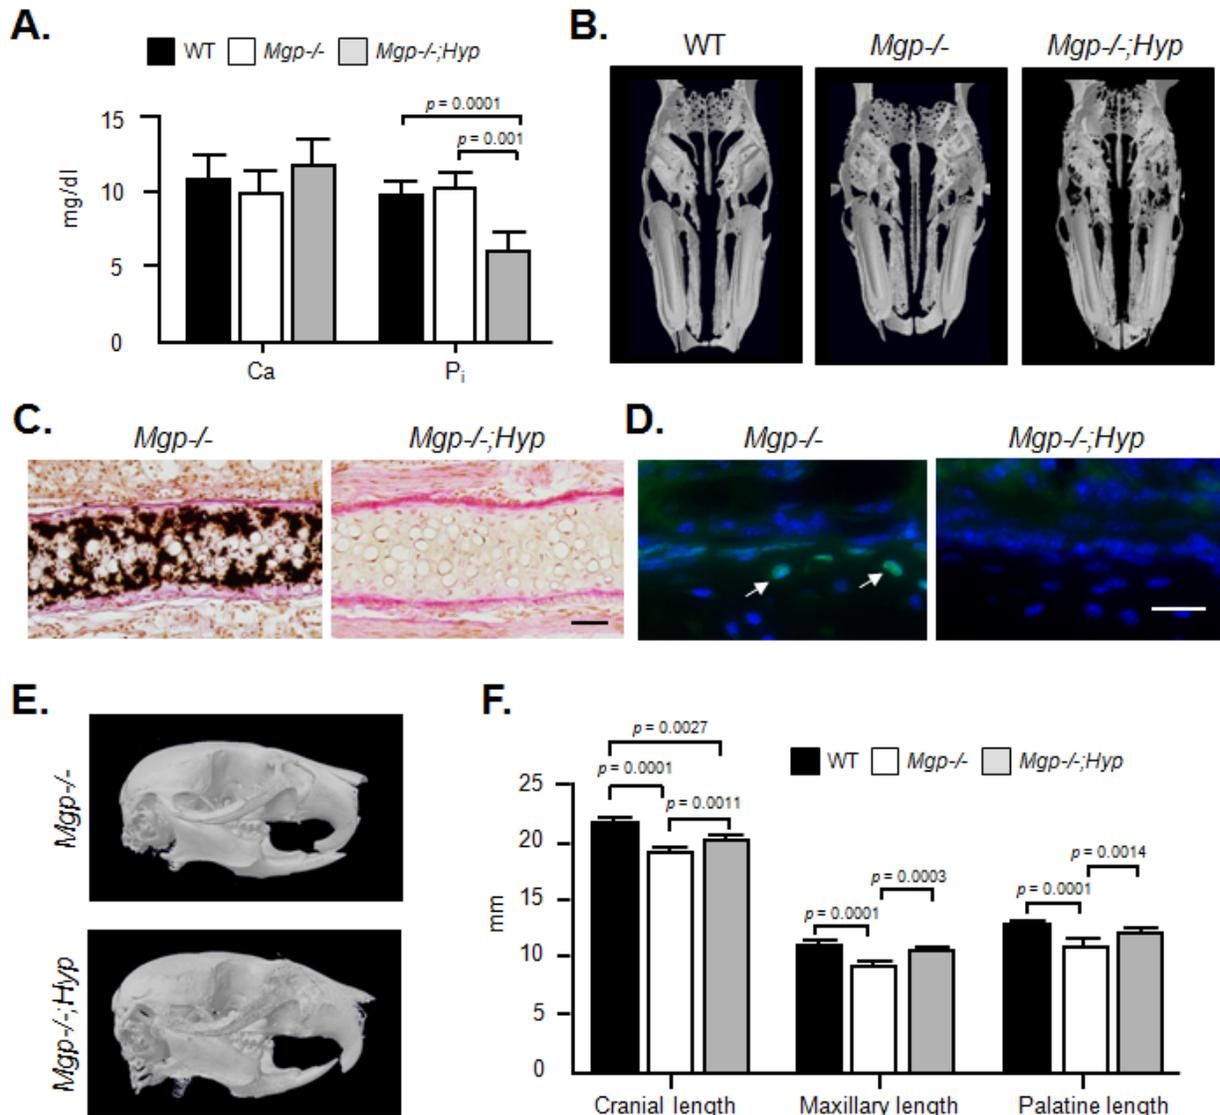 A.
WT Mgp-/- Mgp-/-;Hyp
p = 0.0001
p = 0.001
15
10
5
0
mg/dl
Ca Pi
B.
WT Mgp-/- Mgp-/-;Hyp
C.
Mgp-/- Mgp-/-;Hyp
D.
Mgp-/- Mgp-/-;Hyp
E.
Mgp-/-
Mgp-/-;Hyp
F.
p = 0.0027
WT Mgp-/- Mgp-/-;Hyp
p = 0.0001
p = 0.0011
p = 0.0001
p = 0.0003
p = 0.0001
p = 0.0014
25
20
15
10
5
0
mm
Cranial length Maxillary length Palatine length